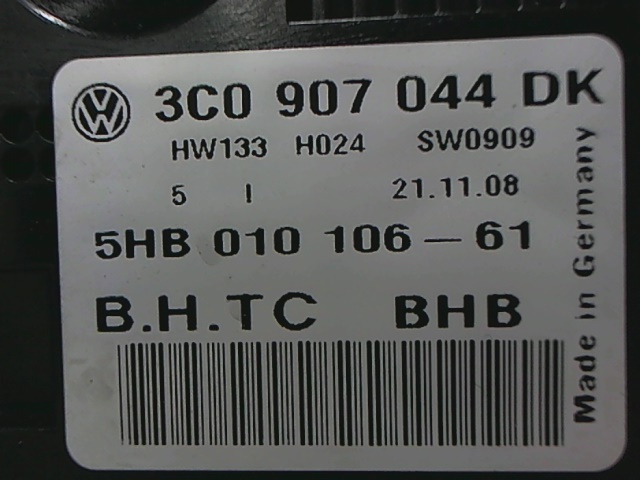 VW 3C0 907 044 DK
HW133 H024 SW0909
5 I 21.11.08
5HB 010 106-61
B.H.TC BHB
Made in Germany